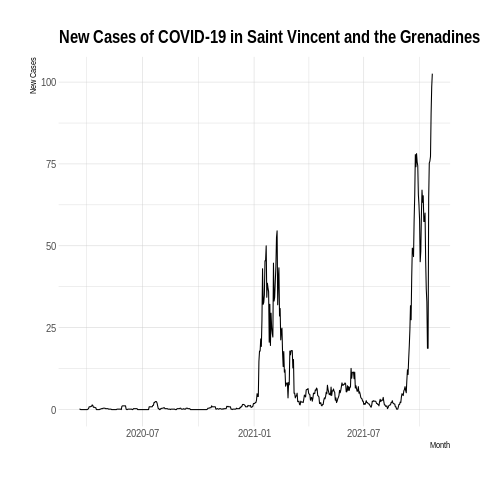 New Cases of COVID-19 in Saint Vincent and the Grenadines
New Cases
100
75
50
25
0
2020-07 2021-01 2021-07
Month